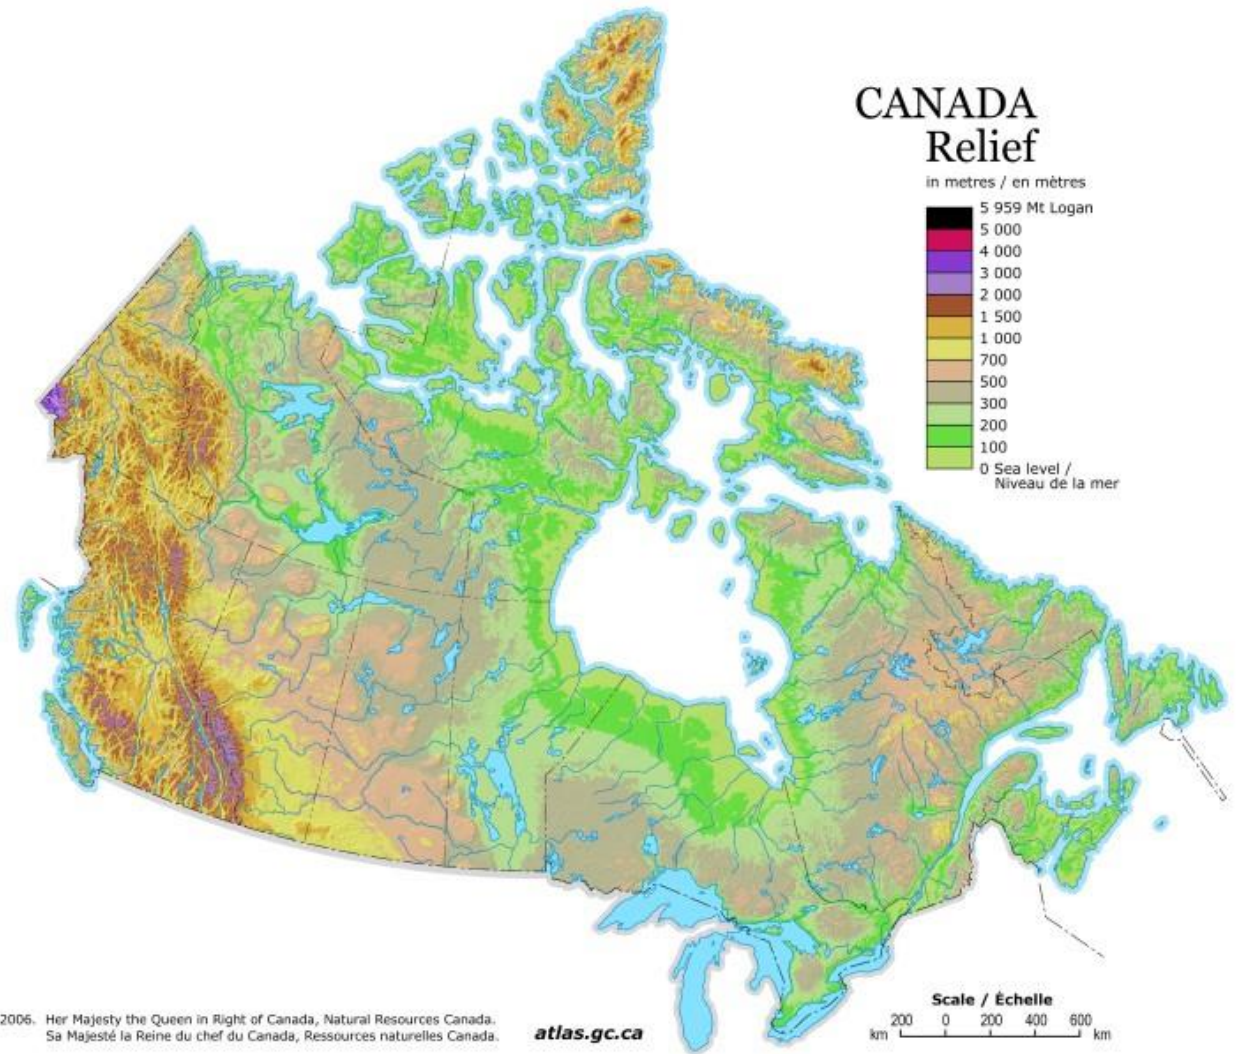 CANADA
Relief
in metres / en mètres
5 959 Mt Logan
5 000
4 000
3 000
2 000
1 500
1 000
700
500
300
200
100
0 Sea level /
Niveau de la mer
2006. Her Majesty the Queen in Right of Canada, Natural Resources Canada.
Sa Majesté la Reine du chef du Canada, Ressources naturelles Canada.
atlas.gc.ca
Scale / Échelle
km 200 0 200 400 600 km